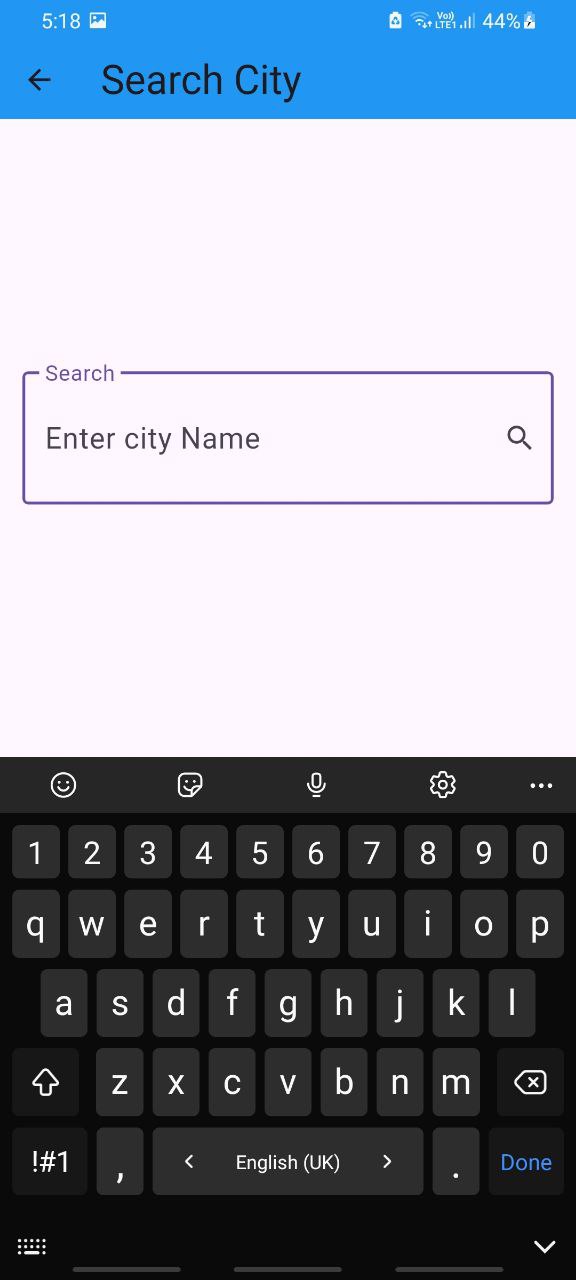 5:18 Vo)) LTE1 44%
Search City
Search
Enter city Name
1 2 3 4 5 6 7 8 9 0
q w e r t y u i o p
a s d f g h j k l
z x c v b n m
!#1 , English (UK) . Done